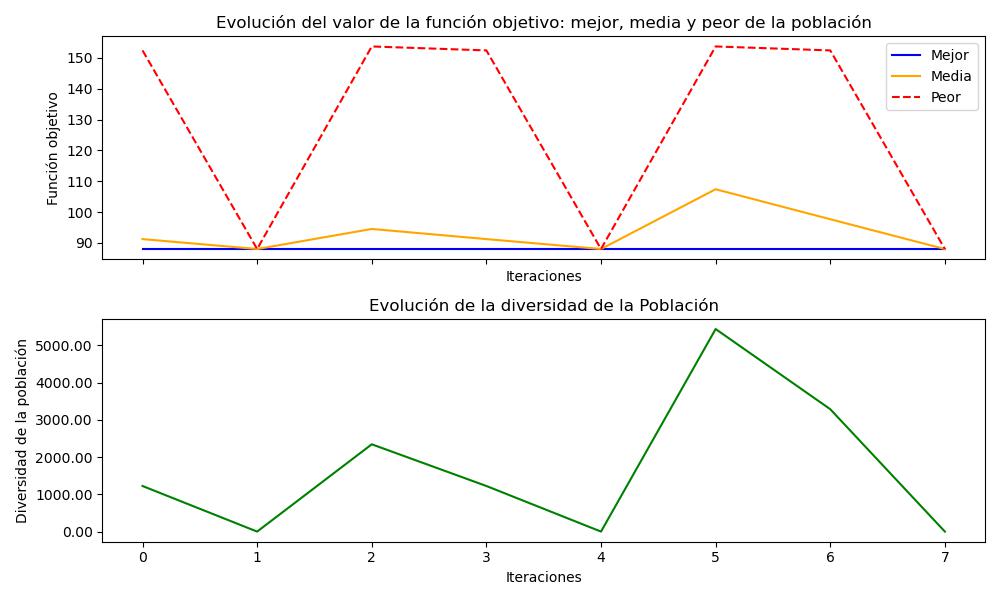 Evolución del valor de la función objetivo: mejor, media y peor de la población
150
140
130
120
110
100
90
Función objetivo
Mejor
Media
Peor
Iteraciones
Evolución de la diversidad de la Población
5000.00
4000.00
3000.00
2000.00
1000.00
0.00
Diversidad de la población
0 1 2 3 4 5 6 7
Iteraciones